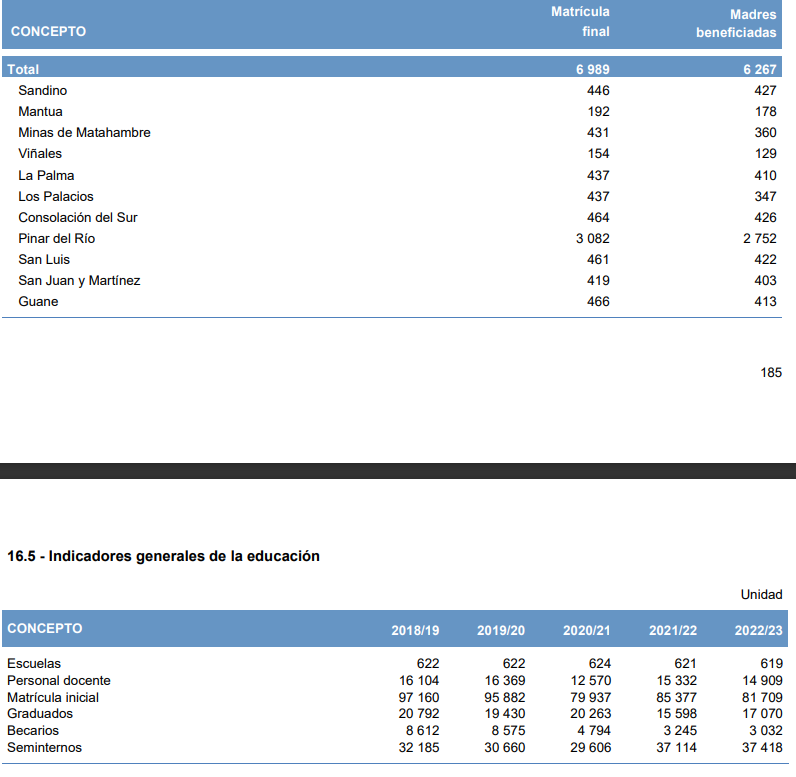 CONCEPTO Matrícula final Madres beneficiadas
Total 6 989 6 267
Sandino 446 427
Mantua 192 178
Minas de Matahambre 431 360
Viñales 154 129
La Palma 437 410
Los Palacios 437 347
Consolación del Sur 464 426
Pinar del Río 3 082 2 752
San Luis 461 422
San Juan y Martínez 419 403
Guane 466 413
185
16.5 - Indicadores generales de la educación
Unidad
CONCEPTO 2018/19 2019/20 2020/21 2021/22 2022/23
Escuelas 622 622 624 621 619
Personal docente 16 104 16 369 12 570 15 332 14 909
Matrícula inicial 97 160 95 882 79 937 85 377 81 709
Graduados 20 792 19 430 20 263 15 598 17 070
Becarios 8 612 8 575 4 794 3 245 3 032
Seminternos 32 185 30 660 29 606 37 114 37 418